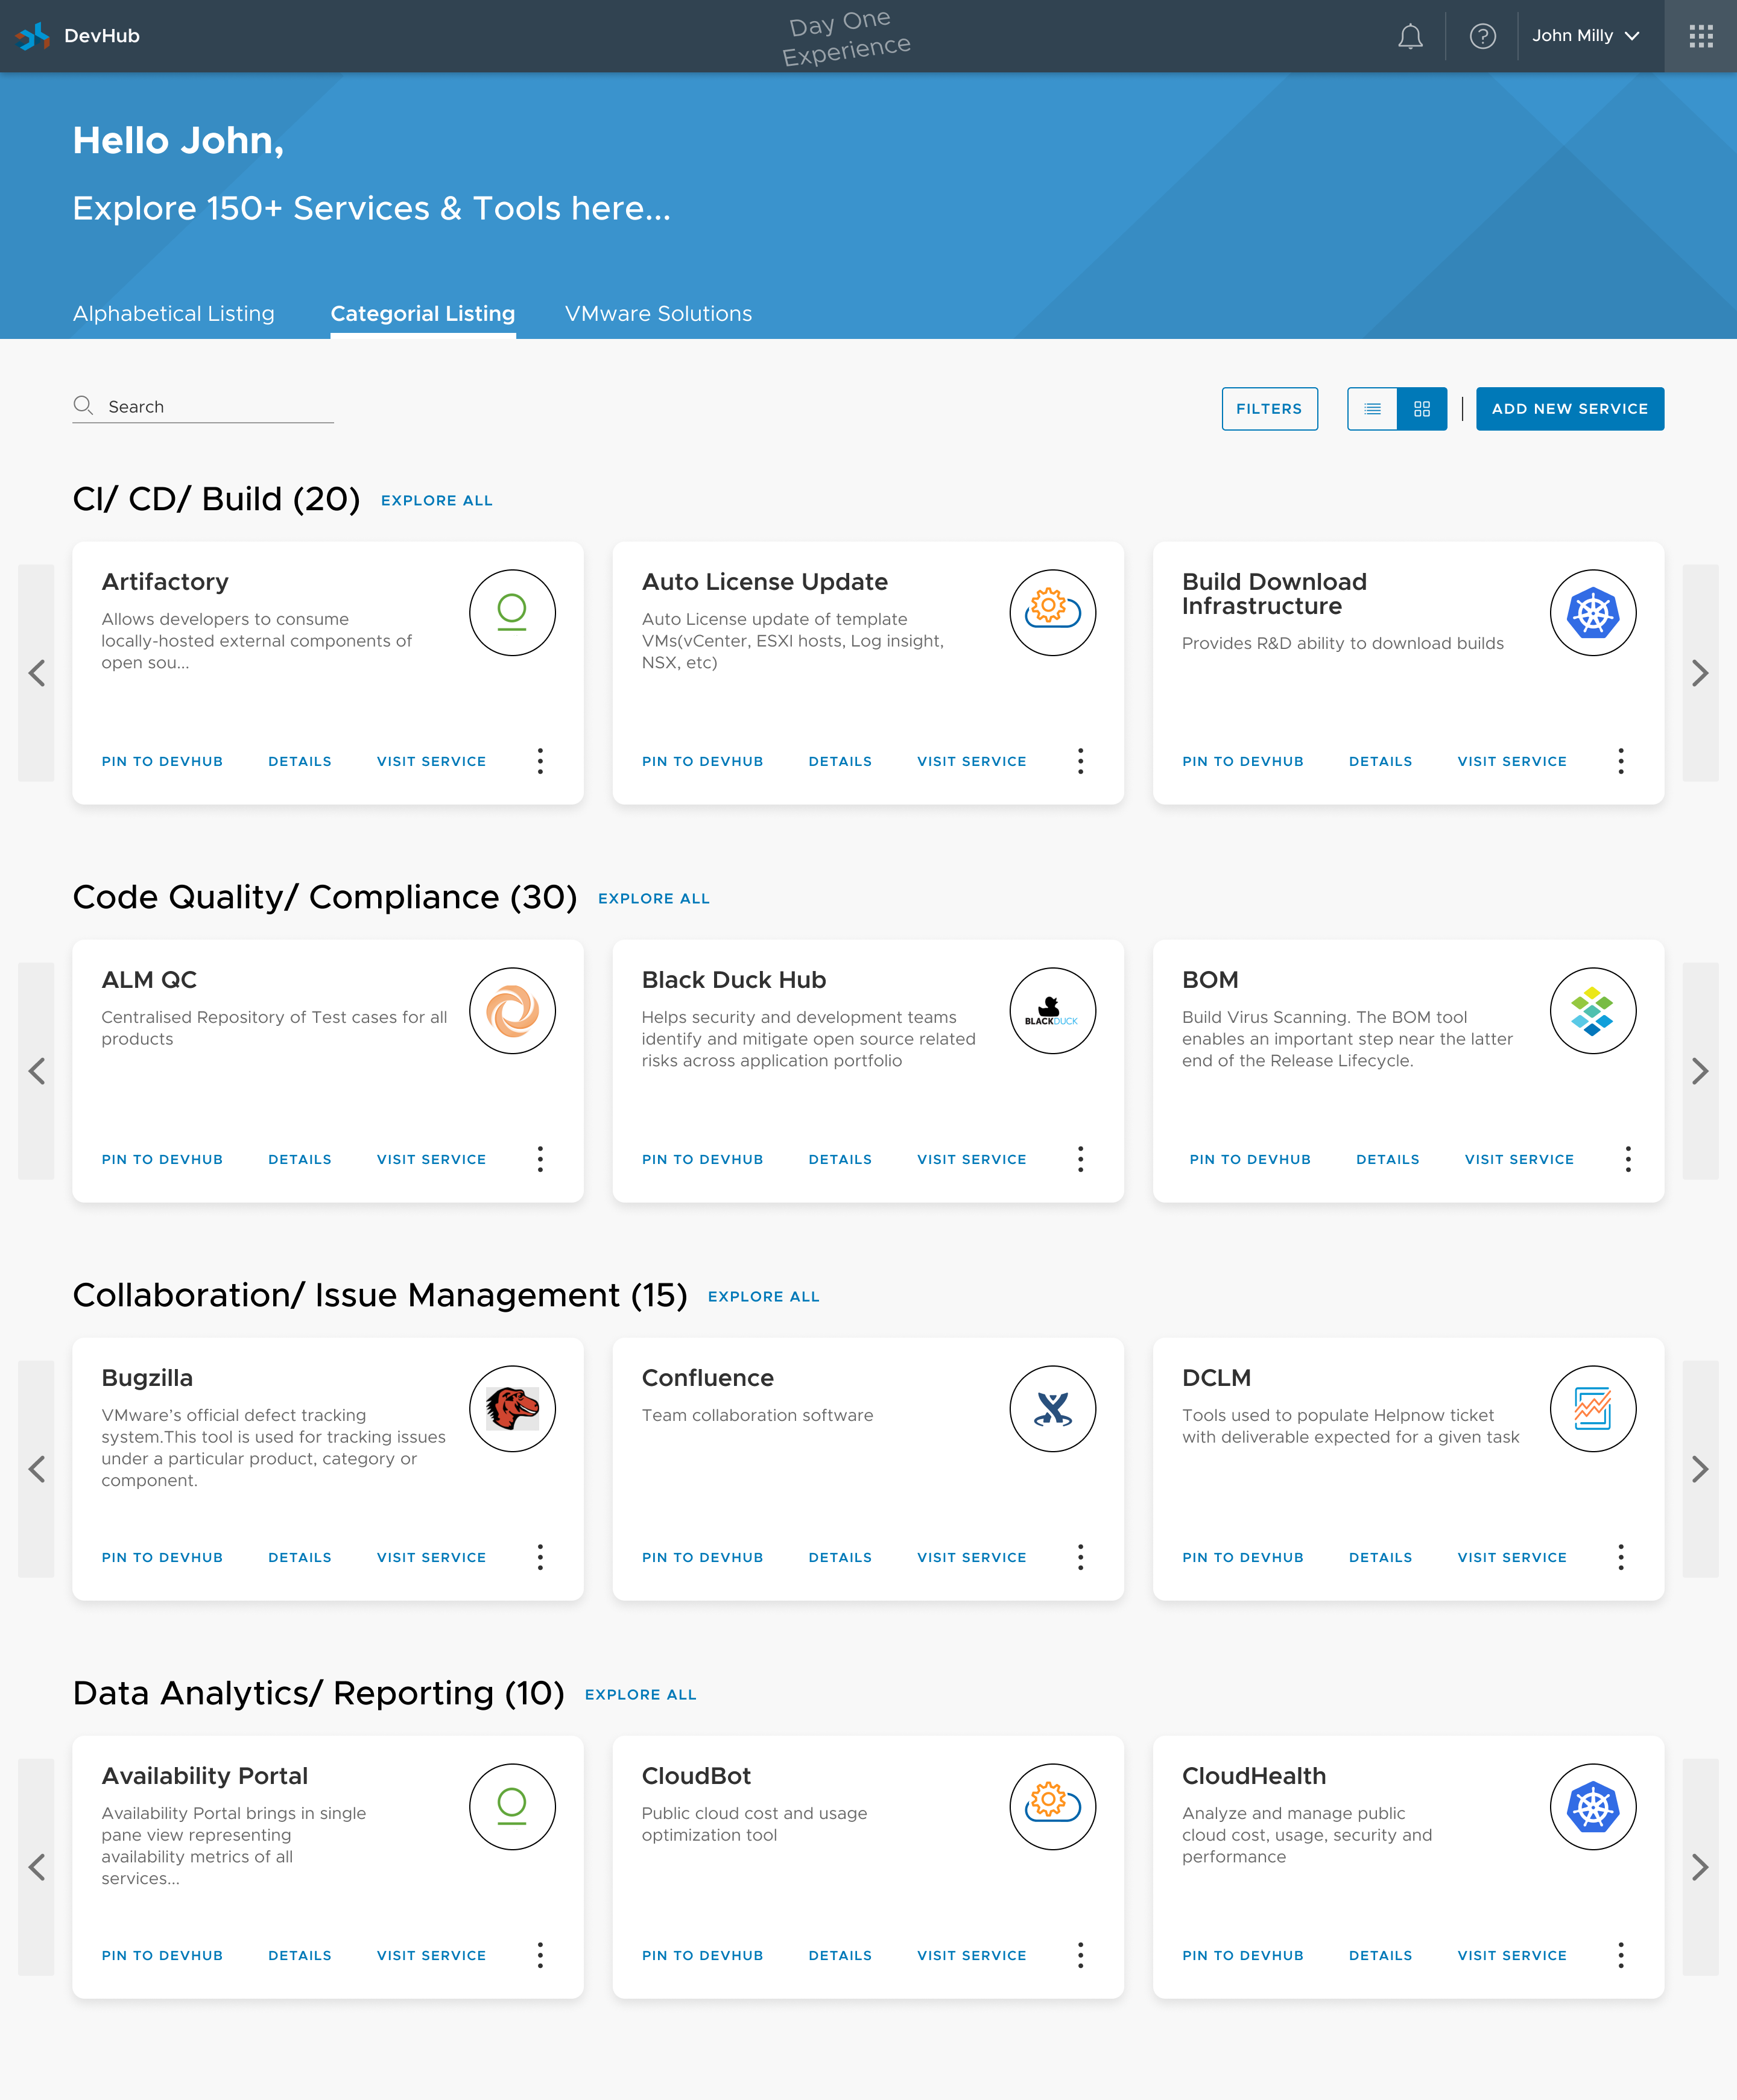 DevHub
Day One
Experience
John Milly
Hello John,
Explore 150+ Services & Tools here...
Alphabetical Listing
Categorial Listing
VMware Solutions
Search
FILTERS
ADD NEW SERVICE
CI/ CD/ Build (20)
EXPLORE ALL
Artifactory
Allows developers to consume
locally-hosted external components of
open sou...
PIN TO DEVHUB
DETAILS
VISIT SERVICE
Auto License Update
Auto License update of template
VMs(vCenter, ESXI hosts, Log insight,
NSX, etc)
PIN TO DEVHUB
DETAILS
VISIT SERVICE
Build Download
Infrastructure
Provides R&D ability to download builds
PIN TO DEVHUB
DETAILS
VISIT SERVICE
Code Quality/ Compliance (30)
EXPLORE ALL
ALM QC
Centralised Repository of Test cases for all
products
PIN TO DEVHUB
DETAILS
VISIT SERVICE
Black Duck Hub
Helps security and development teams
identify and mitigate open source related
risks across application portfolio
BLACKDUCK
PIN TO DEVHUB
DETAILS
VISIT SERVICE
BOM
Build Virus Scanning. The BOM tool
enables an important step near the latter
end of the Release Lifecycle.
PIN TO DEVHUB
DETAILS
VISIT SERVICE
Collaboration/ Issue Management (15)
EXPLORE ALL
Bugzilla
VMware's official defect tracking
system.This tool is used for tracking issues
under a particular product, category or
component.
PIN TO DEVHUB
DETAILS
VISIT SERVICE
Confluence
Team collaboration software
PIN TO DEVHUB
DETAILS
VISIT SERVICE
DCLM
Tools used to populate Helpnow ticket
with deliverable expected for a given task
PIN TO DEVHUB
DETAILS
VISIT SERVICE
Data Analytics/ Reporting (10)
EXPLORE ALL
Availability Portal
Availability Portal brings in single
pane view representing
availability metrics of all
services...
PIN TO DEVHUB
DETAILS
VISIT SERVICE
CloudBot
Public cloud cost and usage
optimization tool
PIN TO DEVHUB
DETAILS
VISIT SERVICE
CloudHealth
Analyze and manage public
cloud cost, usage, security and
performance
PIN TO DEVHUB
DETAILS
VISIT SERVICE